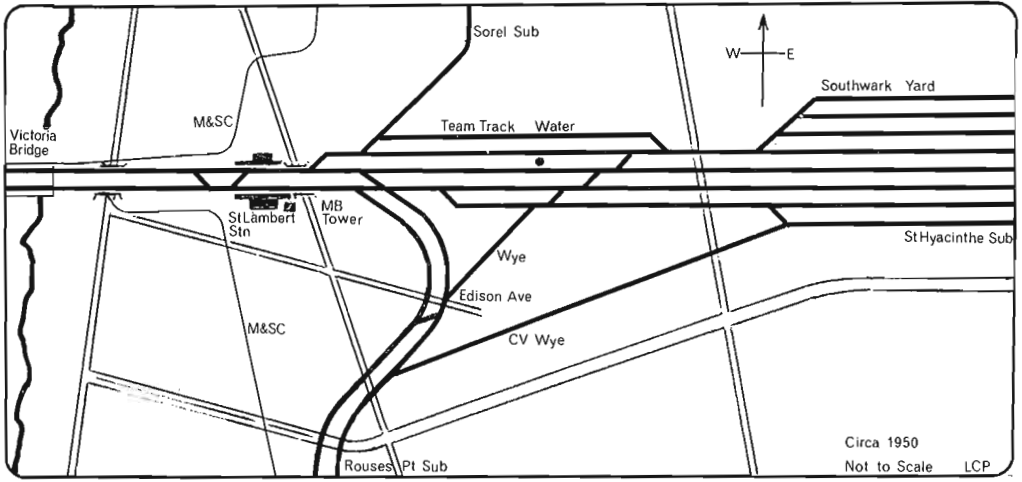 Sorel Sub
W
E
Southwark Yard
M&SC
Team Track Water
Victoria
Bridge
St Lambert
Stn
MB
Tower
St Hyacinthe Sub
Wye
Edison Ave
M&SC
CV Wye
Circa 1950
Rouses Pt Sub
Not to Scale LCP